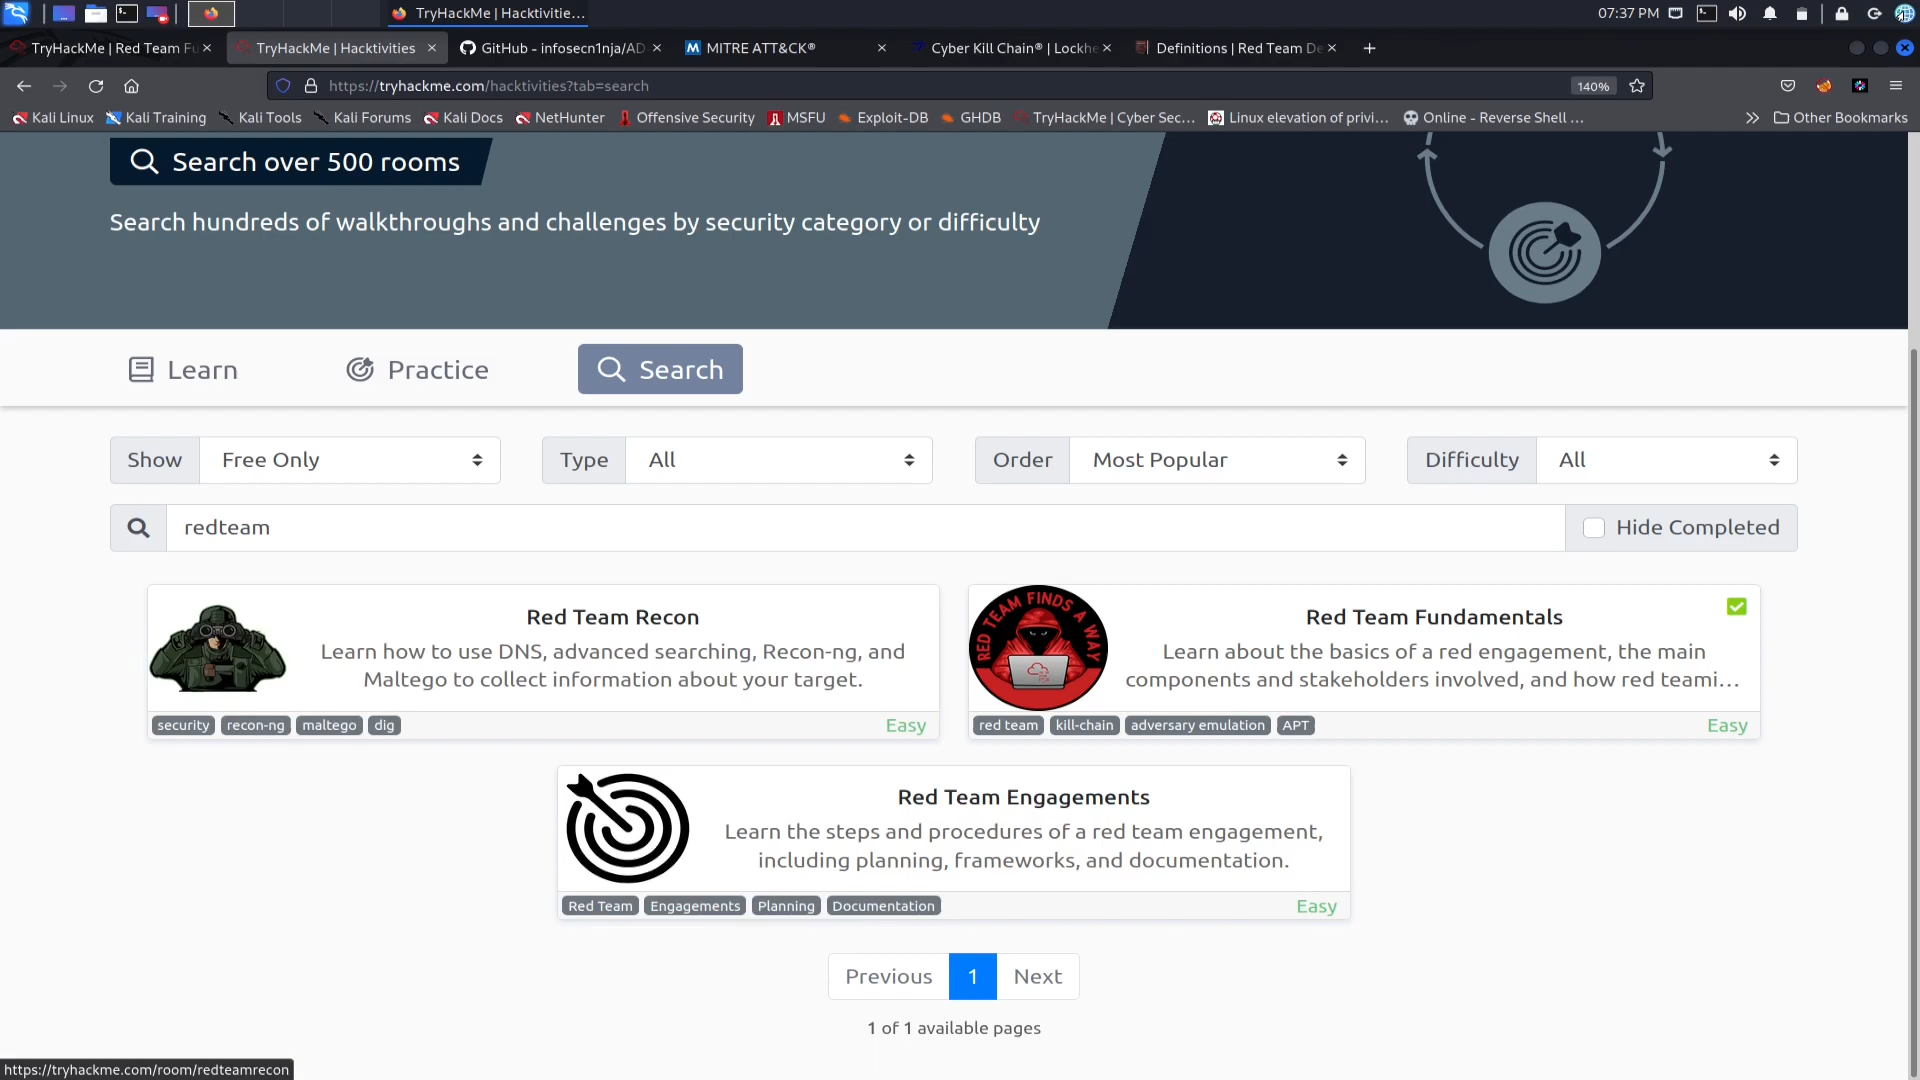 TryHackMe | Hacktivitie...
07:37 PM
TryHackMe | Red Team Fu
TryHackMe | Hacktivities
GitHub - infosecn1nja/AD
MITRE ATT&CK®
Cyber Kill Chain® | Lockhe
Definitions | Red Team De
https://tryhackme.com/hacktivities?tab=search
140%
Kali Linux
Kali Training
Kali Tools
Kali Forums
Kali Docs
NetHunter
Offensive Security
MSFU
Exploit-DB
GHDB
TryHackMe | Cyber Sec...
Linux elevation of privi...
Online - Reverse Shell ...
Other Bookmarks
Search over 500 rooms
Search hundreds of walkthroughs and challenges by security category or difficulty
Learn
Practice
Search
Show Free Only
Type All
Order Most Popular
Difficulty All
redteam
Hide Completed
Red Team Recon
Learn how to use DNS, advanced searching, Recon-ng, and
Maltego to collect information about your target.
security recon-ng maltego dig
Easy
RED TEAM FINDS A WAY
Red Team Fundamentals
Learn about the basics of a red engagement, the main
components and stakeholders involved, and how red teami...
red team kill-chain adversary emulation APT
Easy
Red Team Engagements
Learn the steps and procedures of a red team engagement,
including planning, frameworks, and documentation.
Red Team Engagements Planning Documentation
Easy
Previous 1 Next
1 of 1 available pages
https://tryhackme.com/room/redteamrecon